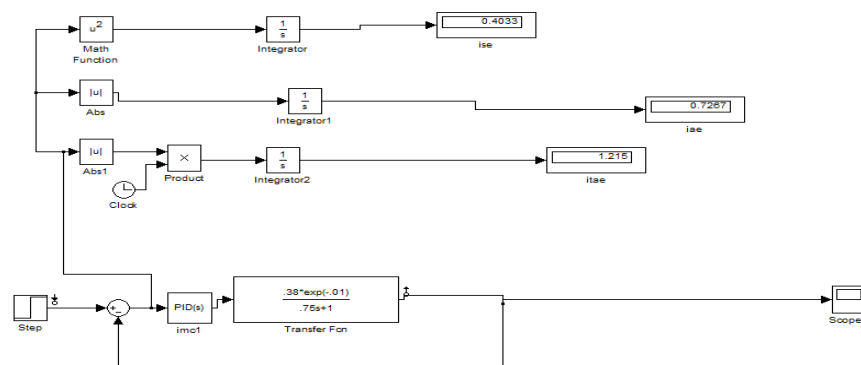 u²
Math
Function
1
s
Integrator
0.4033
ise
|u|
Abs
1
s
Integrator1
0.7267
iae
|u|
Abs1
×
Product
Clock
1
s
Integrator2
1.215
itae
Step
+
−
PID(s)
imc1
.38*exp(-.01)
.75s+1
Transfer Fcn
Scope